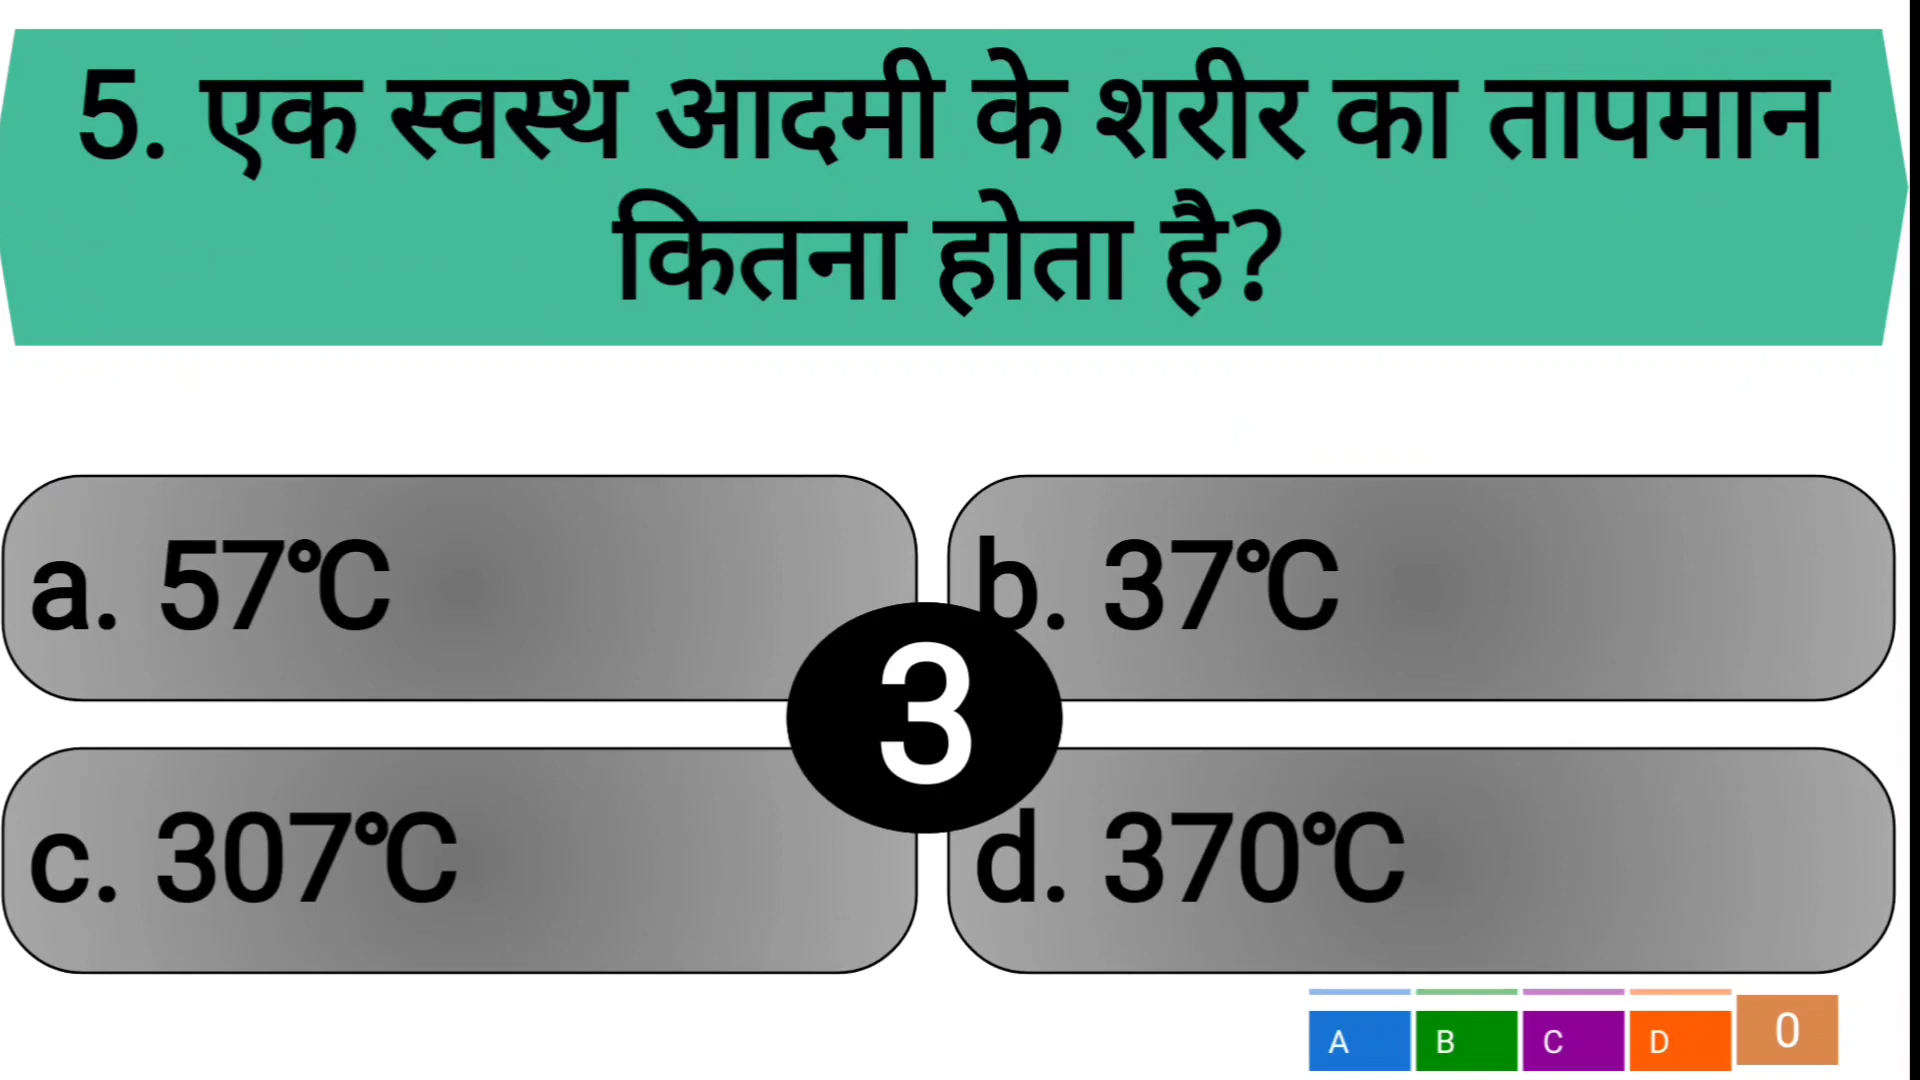 5. एक स्वस्थ आदमी के शरीर का तापमान
कितना होता है?
a. 57℃
b. 37℃
3
c. 307℃
d. 370℃
A B C D 0